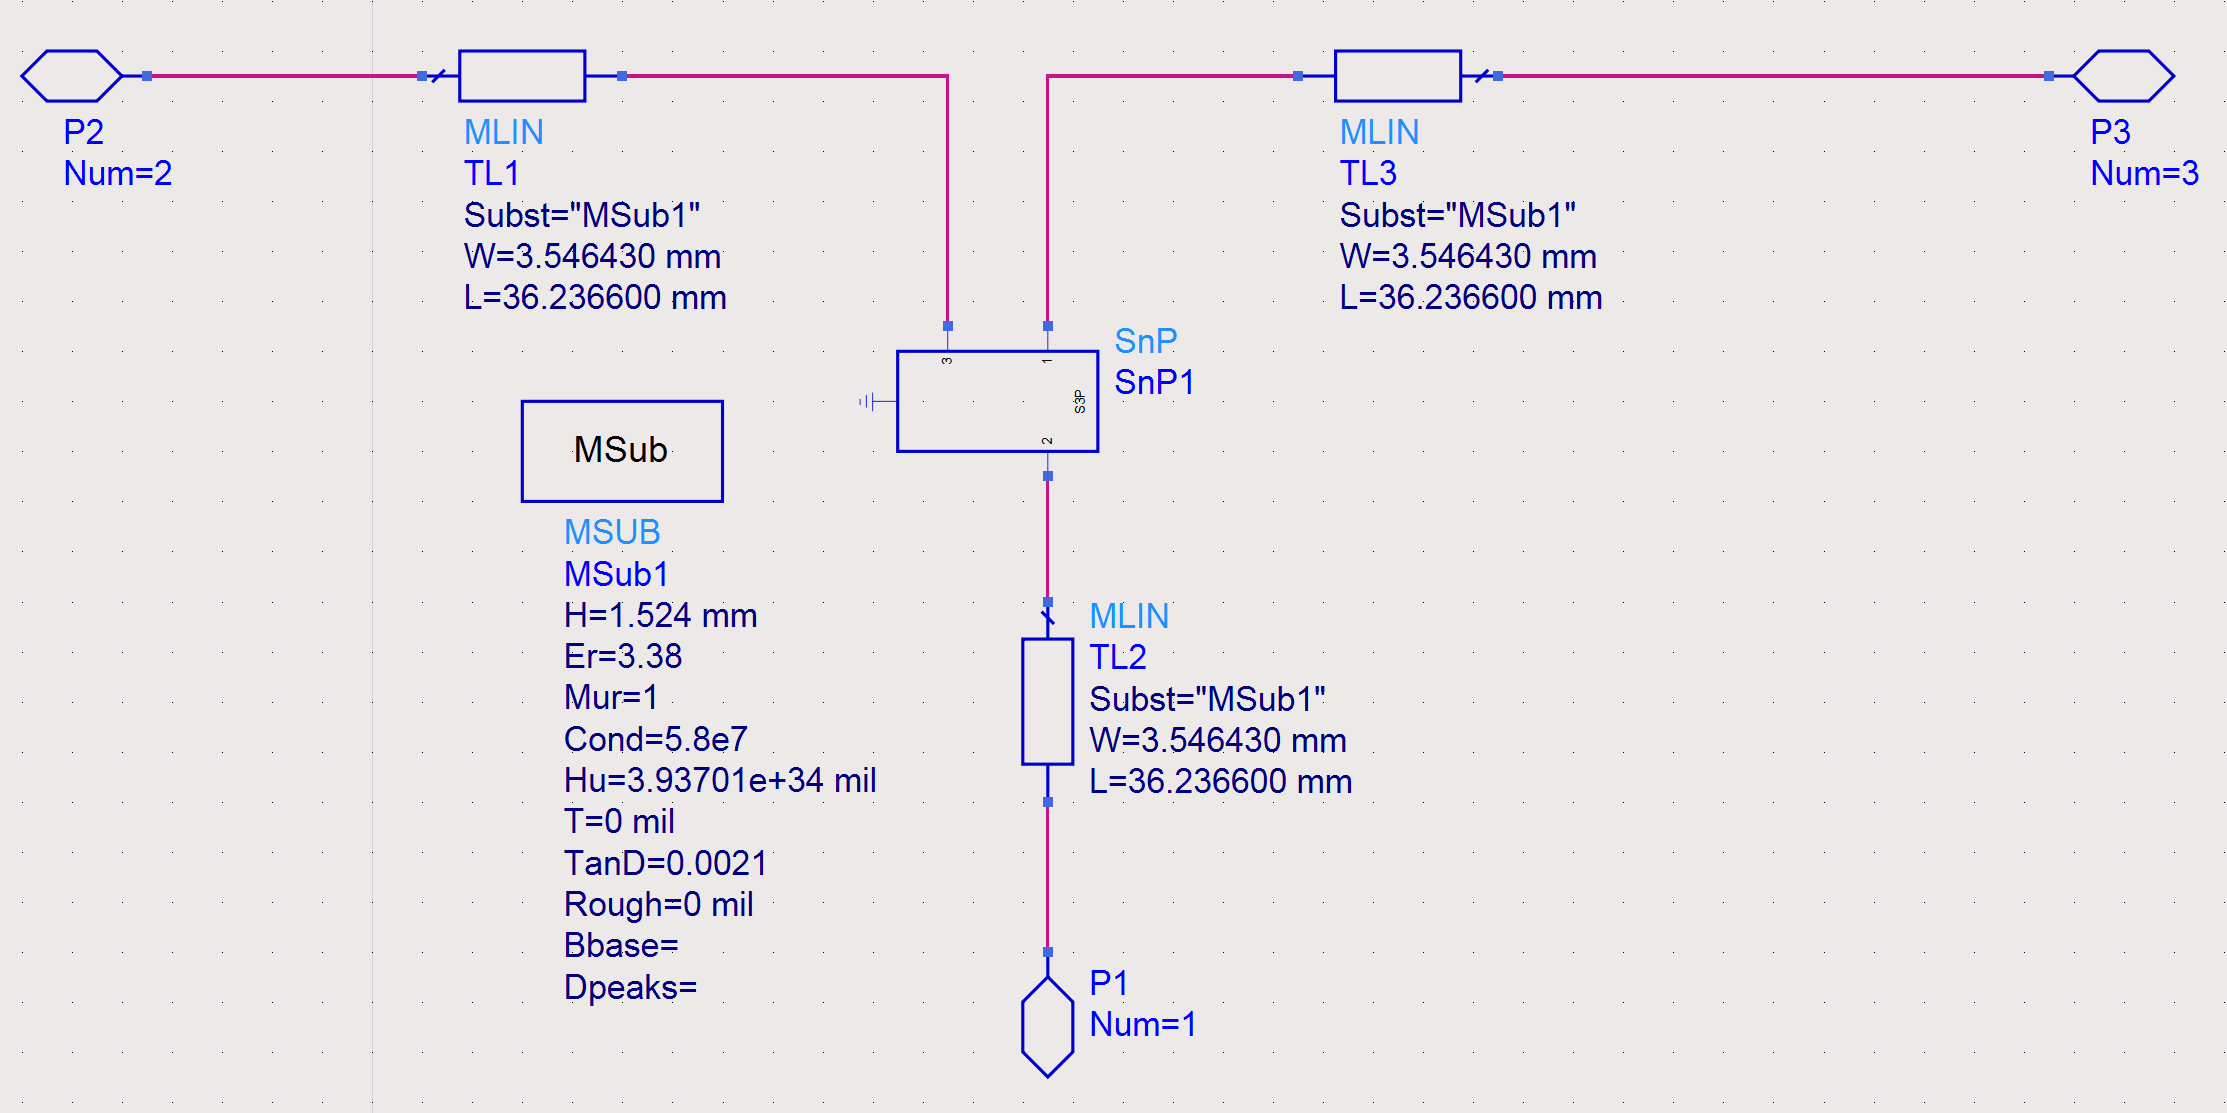 P2
Num=2
MLIN
TL1
Subst="MSub1"
W=3.546430 mm
L=36.236600 mm
MLIN
TL3
Subst="MSub1"
W=3.546430 mm
L=36.236600 mm
P3
Num=3
SnP
SnP1
3
1
S3P
2
MSub
MSUB
MSub1
H=1.524 mm
Er=3.38
Mur=1
Cond=5.8e7
Hu=3.93701e+34 mil
T=0 mil
TanD=0.0021
Rough=0 mil
Bbase=
Dpeaks=
MLIN
TL2
Subst="MSub1"
W=3.546430 mm
L=36.236600 mm
P1
Num=1